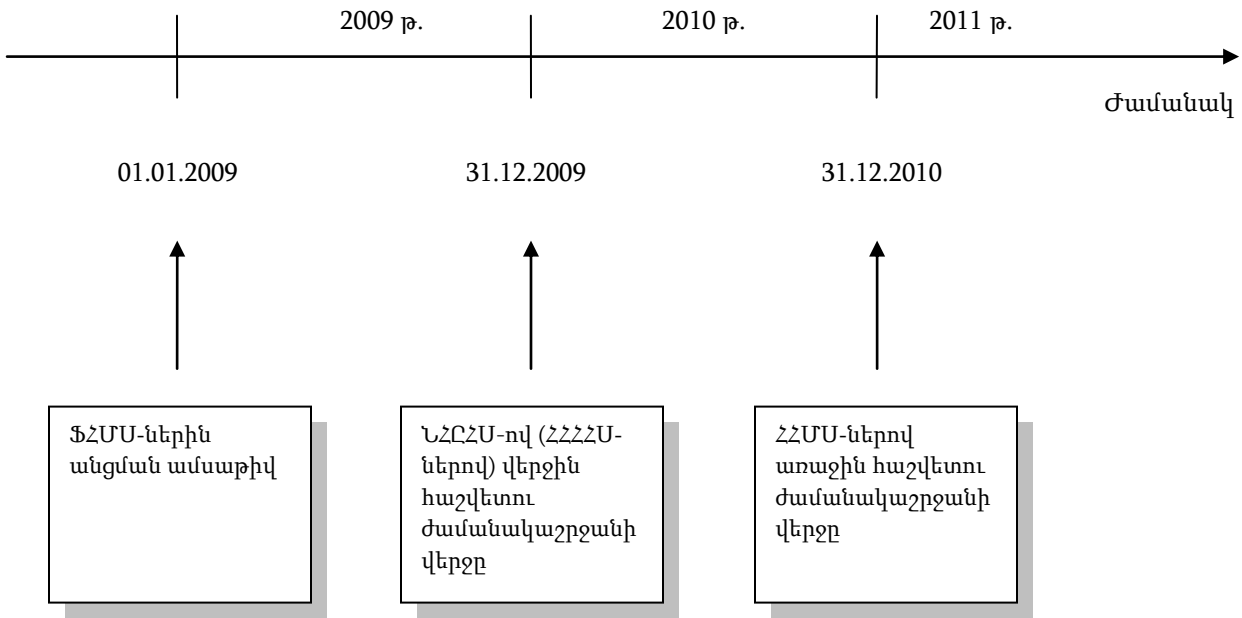 2009 թ.
2010 թ.
2011 թ.
Ժամանակ
01.01.2009
31.12.2009
31.12.2010
ՖՀՄՍ-ներին
անցման ամսաթիվ
ՆՀԸՀՍ-ով (ՀՀՀՀՍ-
ներով) վերջին
հաշվետու
ժամանակաշրջանի
վերջը
ՀՀՄՍ-ներով
առաջին հաշվետու
ժամանակաշրջանի
վերջը